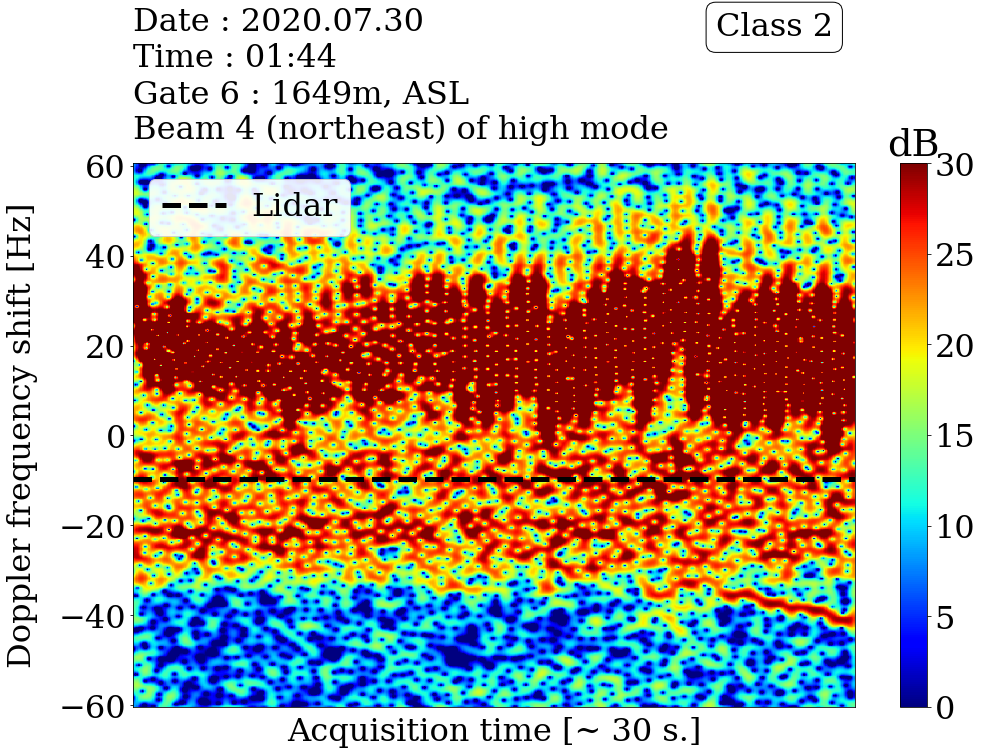 Date : 2020.07.30
Time : 01:44
Gate 6 : 1649m, ASL
Beam 4 (northeast) of high mode
Class 2
dB
Lidar
Doppler frequency shift [Hz]
60
40
20
0
−20
−40
−60
30
25
20
15
10
5
0
Acquisition time [~ 30 s.]